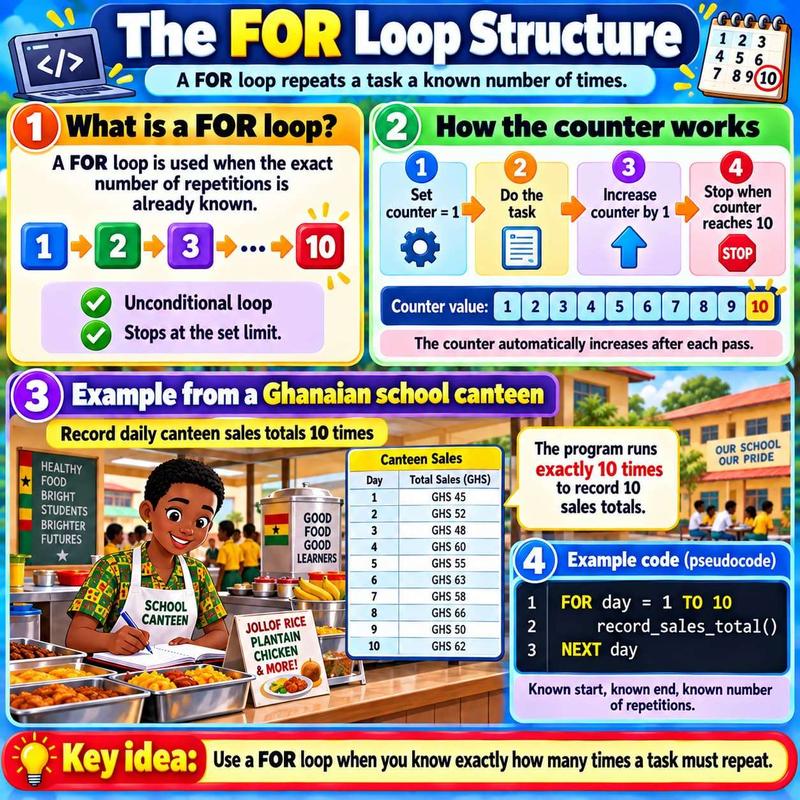 The FOR Loop Structure
A FOR loop repeats a task a known number of times.
</>
1 2 3
4 5 6
7 8 9 10
1 What is a FOR loop?
A FOR loop is used when the exact
number of repetitions is
already known.
1 2 3 ... 10
Unconditional loop
Stops at the set limit.
2 How the counter works
1
Set
counter = 1
2
Do the
task
3
Increase
counter by 1
4
Stop when
counter
reaches 10
STOP
Counter value: 1 2 3 4 5 6 7 8 9 10
The counter automatically increases after each pass.
3 Example from a Ghanaian school canteen
Record daily canteen sales totals 10 times
HEALTHY
FOOD
BRIGHT
STUDENTS
BRIGHTER
FUTURES
GOOD
FOOD
GOOD
LEARNERS
SCHOOL
CANTEEN
JOLLOF RICE
PLANTAIN
CHICKEN
& MORE!
Canteen Sales
Day Total Sales (GHS)
1 GHS 45
2 GHS 52
3 GHS 48
4 GHS 60
5 GHS 55
6 GHS 63
7 GHS 58
8 GHS 66
9 GHS 50
10 GHS 62
The program runs
exactly 10 times
to record 10
sales totals.
OUR SCHOOL
OUR PRIDE
4 Example code (pseudocode)
1 FOR day = 1 TO 10
2 record_sales_total()
3 NEXT day
Known start, known end, known number
of repetitions.
Key idea: Use a FOR loop when you know exactly how many times a task must repeat.